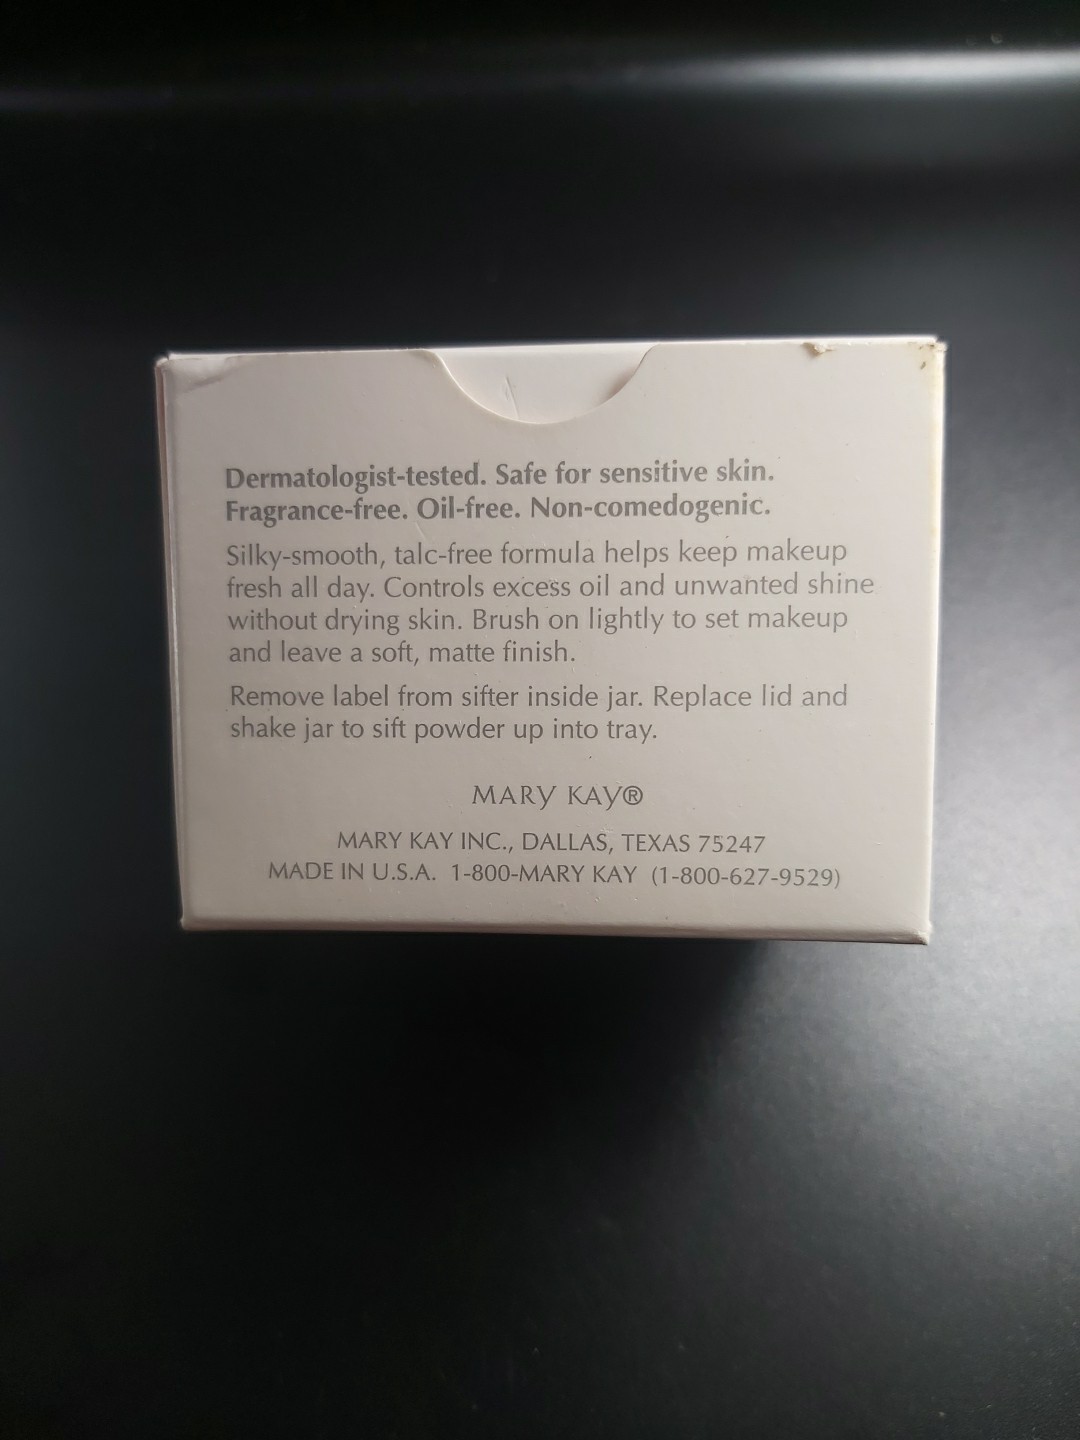 Dermatologist-tested. Safe for sensitive skin.
Fragrance-free. Oil-free. Non-comedogenic.
Silky-smooth, talc-free formula helps keep makeup
fresh all day. Controls excess oil and unwanted shine
without drying skin. Brush on lightly to set makeup
and leave a soft, matte finish.
Remove label from sifter inside jar. Replace lid and
shake jar to sift powder up into tray.
MARY KAY®
MARY KAY INC., DALLAS, TEXAS 75247
MADE IN U.S.A. 1-800-MARY KAY (1-800-627-9529)